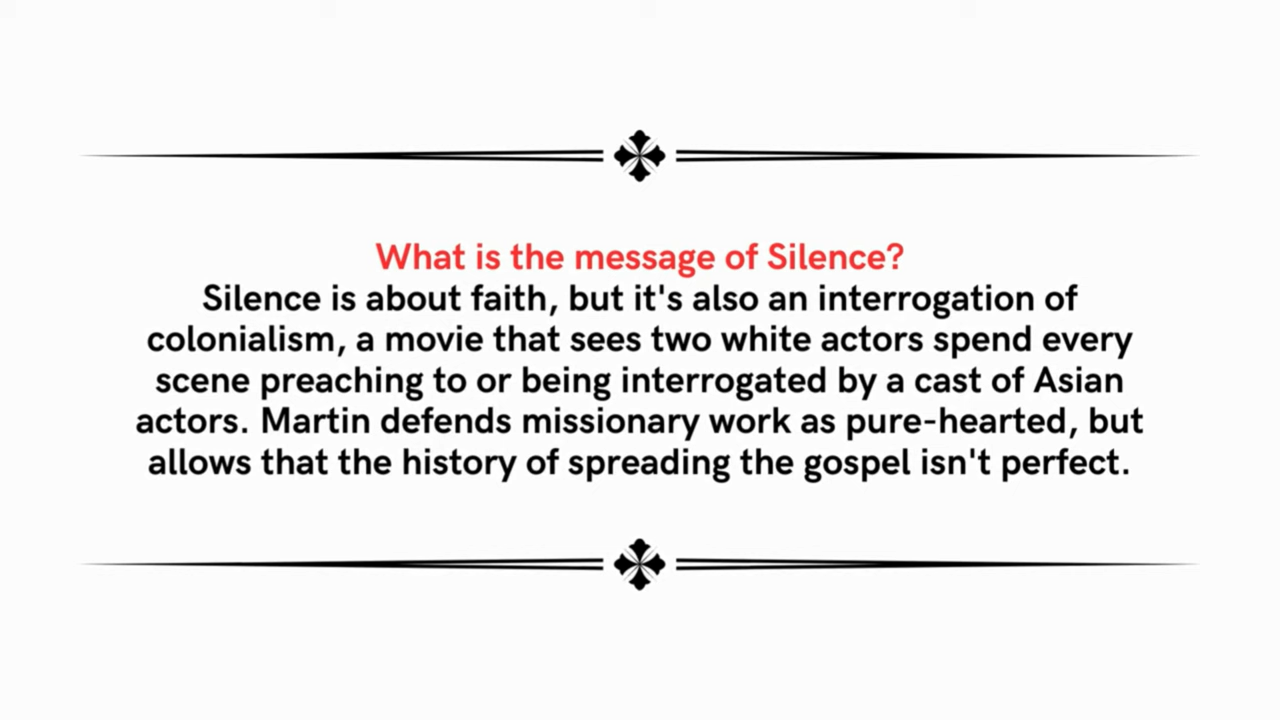 What is the message of Silence?
Silence is about faith, but it's also an interrogation of
colonialism, a movie that sees two white actors spend every
scene preaching to or being interrogated by a cast of Asian
actors. Martin defends missionary work as pure-hearted, but
allows that the history of spreading the gospel isn't perfect.